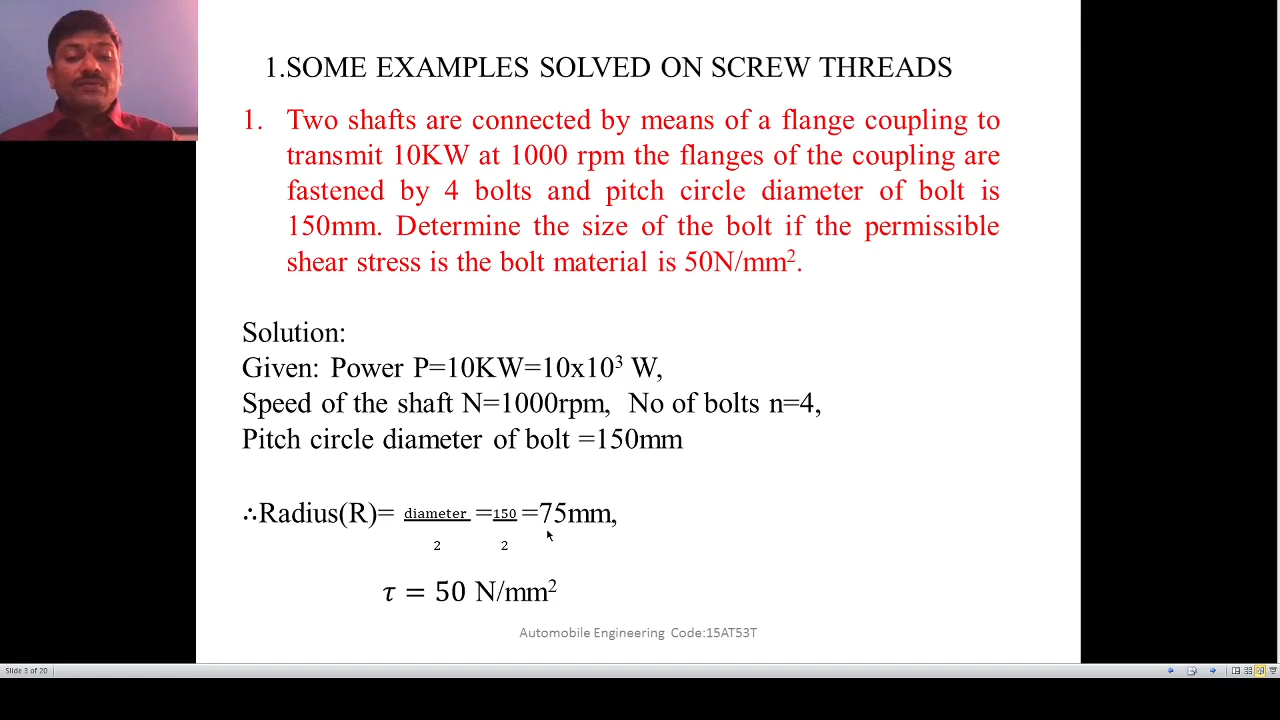 1.SOME EXAMPLES SOLVED ON SCREW THREADS
1. Two shafts are connected by means of a flange coupling to
transmit 10KW at 1000 rpm the flanges of the coupling are
fastened by 4 bolts and pitch circle diameter of bolt is
150mm. Determine the size of the bolt if the permissible
shear stress is the bolt material is 50N/mm².
Solution:
Given: Power P=10KW=10x10³ W,
Speed of the shaft N=1000rpm, No of bolts n=4,
Pitch circle diameter of bolt =150mm
∴Radius(R)= diameter/2 =150/2 =75mm,
τ = 50 N/mm²
Automobile Engineering Code:15AT53T
Slide 3 of 20